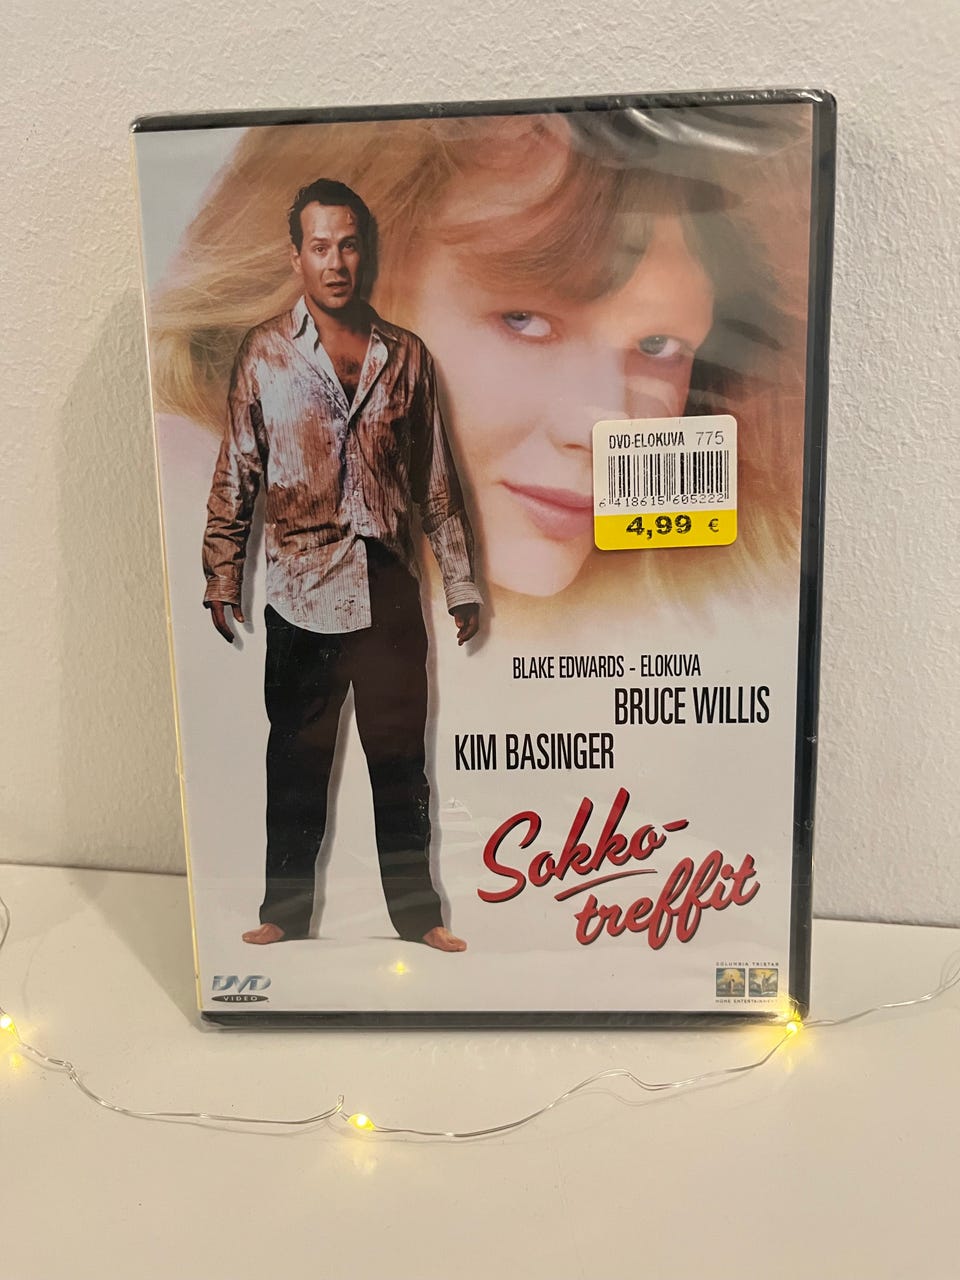 DVD-ELOKUVA 775
6 418615 605222
4,99 €
BLAKE EDWARDS - ELOKUVA
BRUCE WILLIS
KIM BASINGER
Sokko-
treffit
DVD
VIDEO
COLUMBIA TRISTAR
HOME ENTERTAINMENT